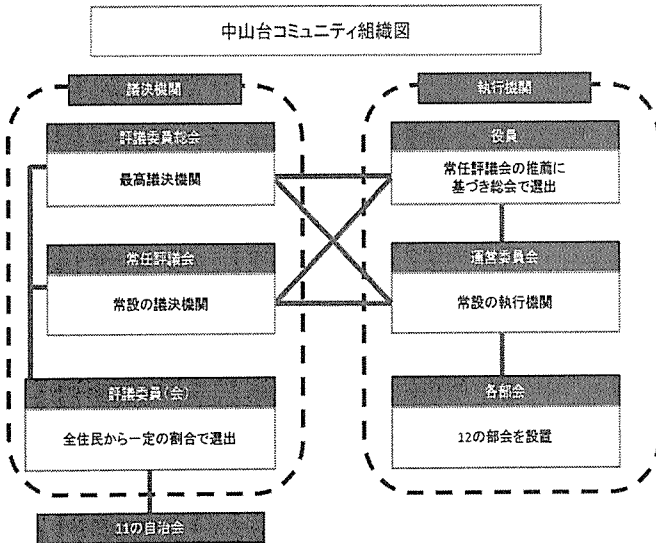 中山台コミュニティ組織図
議決機関
評議委員総会
最高議決機関
常任評議会
常設の議決機関
評議委員(会)
全住民から一定の割合で選出
11の自治会
執行機関
役員
常任評議会の推薦に
基づき総会で選出
運営委員会
常設の執行機関
各部会
12の部会を設置